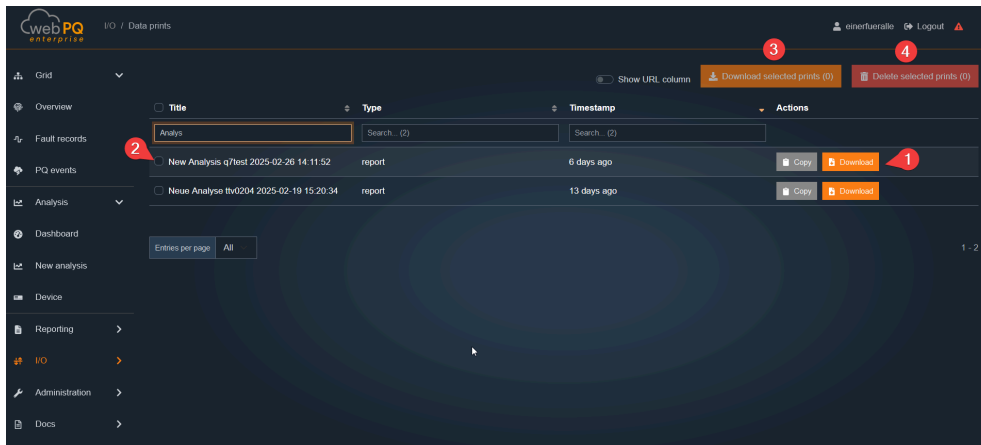 web PQ
enterprise
I/O / Data prints
einerfueralle
Logout
3
4
Grid
Show URL column
Download selected prints (0)
Delete selected prints (0)
Overview
Title
Type
Timestamp
Actions
Fault records
Analys
Search... (2)
Search... (2)
2
New Analysis q7test 2025-02-26 14:11:52
report
6 days ago
Copy
Download
1
PQ events
Neue Analyse ttv0204 2025-02-19 15:20:34
report
13 days ago
Copy
Download
Analysis
Dashboard
Entries per page
All
1 - 2
New analysis
Device
Reporting
I/O
Administration
Docs